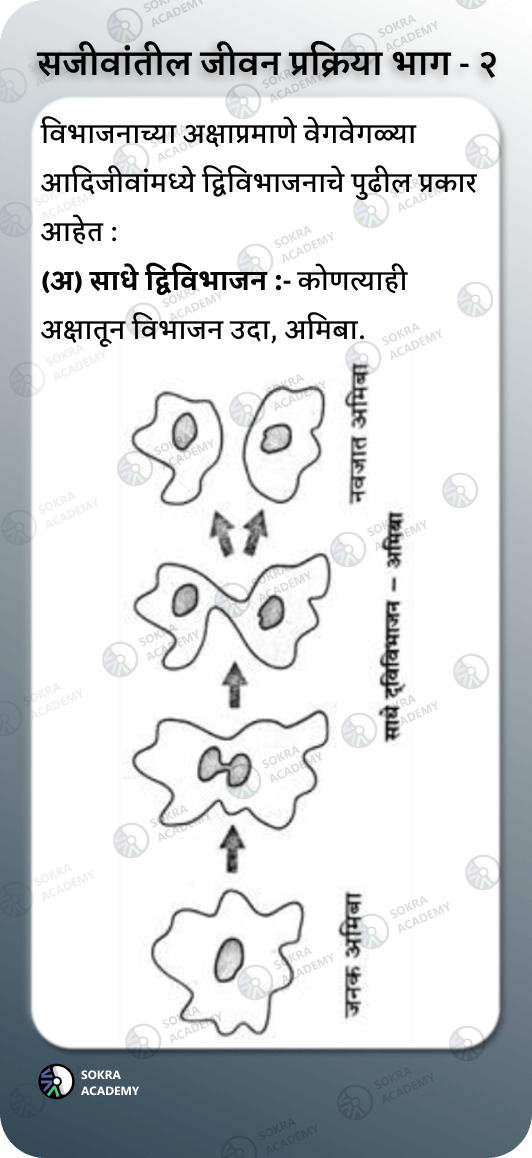 सजीवांतील जीवन प्रक्रिया भाग - २
विभाजनाच्या अक्षाप्रमाणे वेगवेगळ्या
आदिजीवांमध्ये द्विविभाजनाचे पुढील प्रकार
आहेत :
(अ) साधे द्विविभाजन :- कोणत्याही
अक्षातून विभाजन उदा, अमिबा.
नवजात अमिबा
साधे द्विविभाजन – अमिबा
जनक अमिबा
SOKRA
ACADEMY